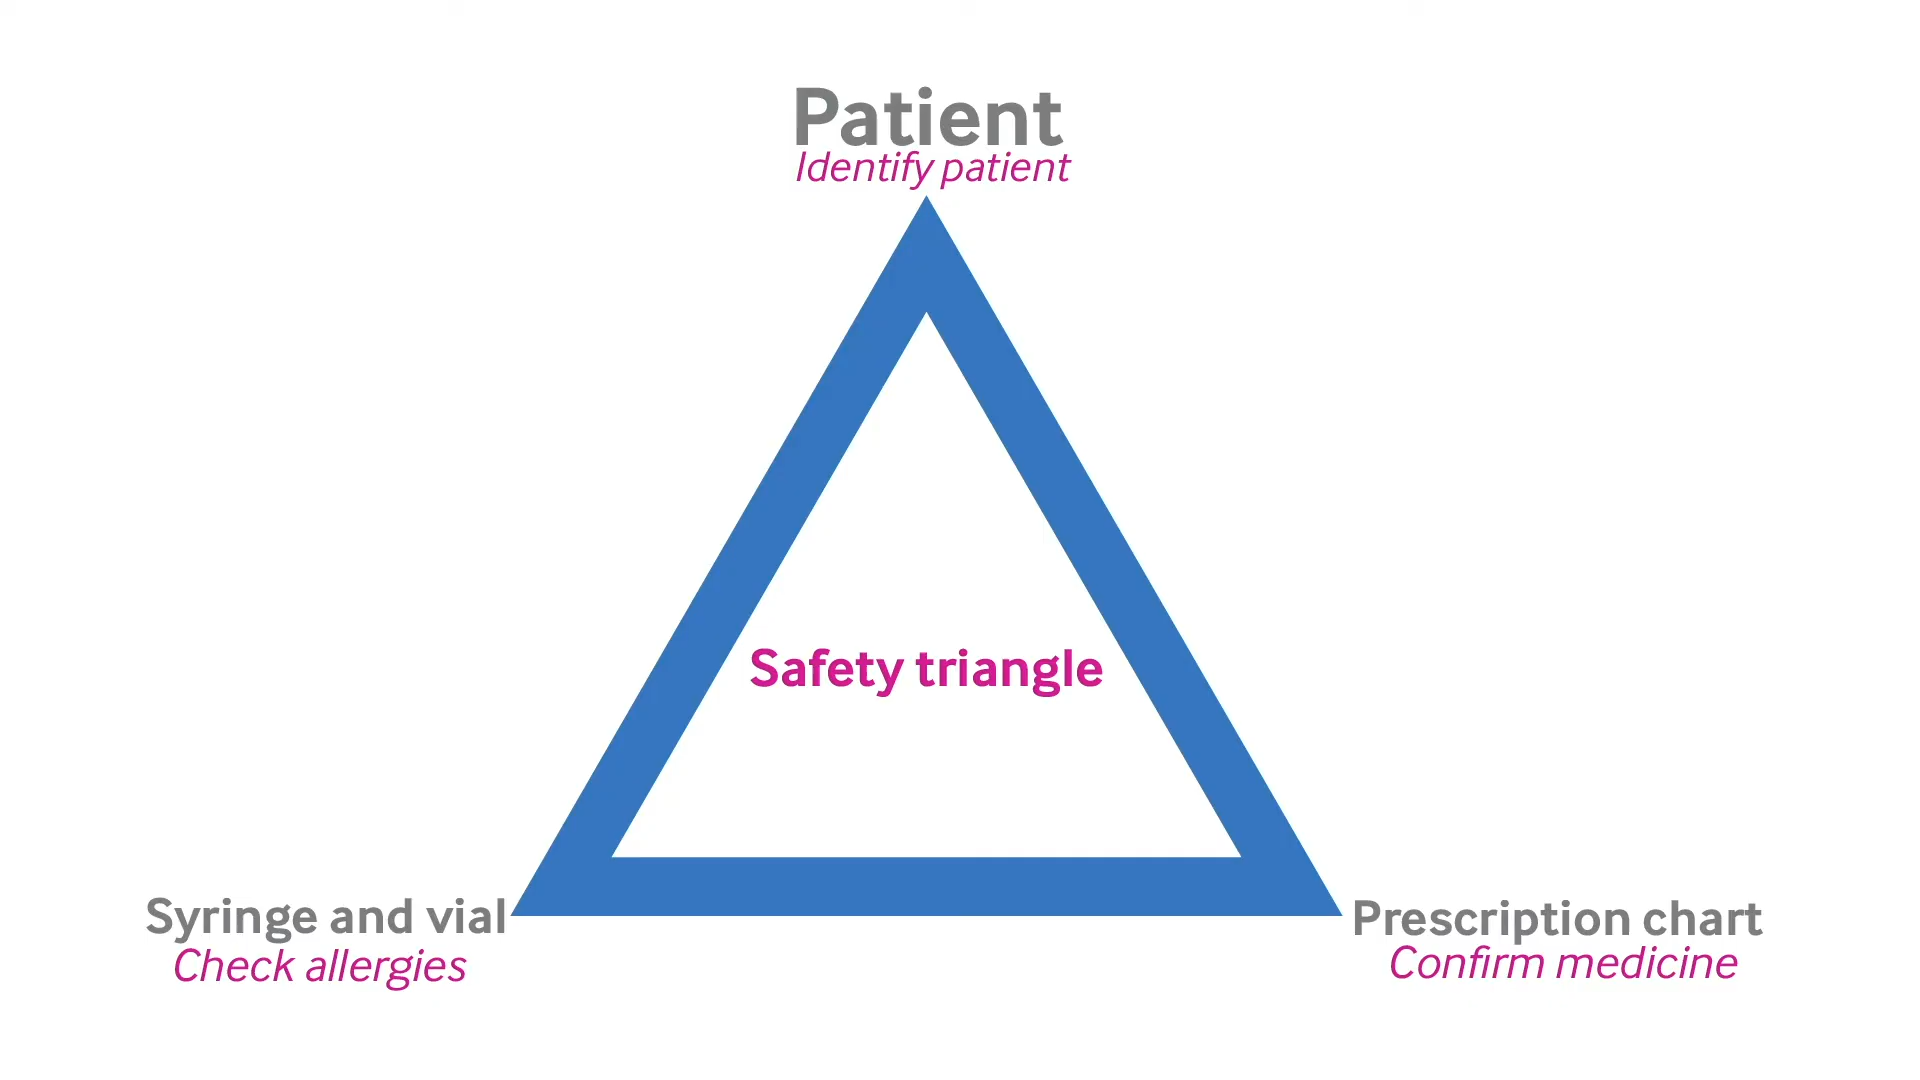 Patient
Identify patient
Safety triangle
Syringe and vial
Check allergies
Prescription chart
Confirm medicine